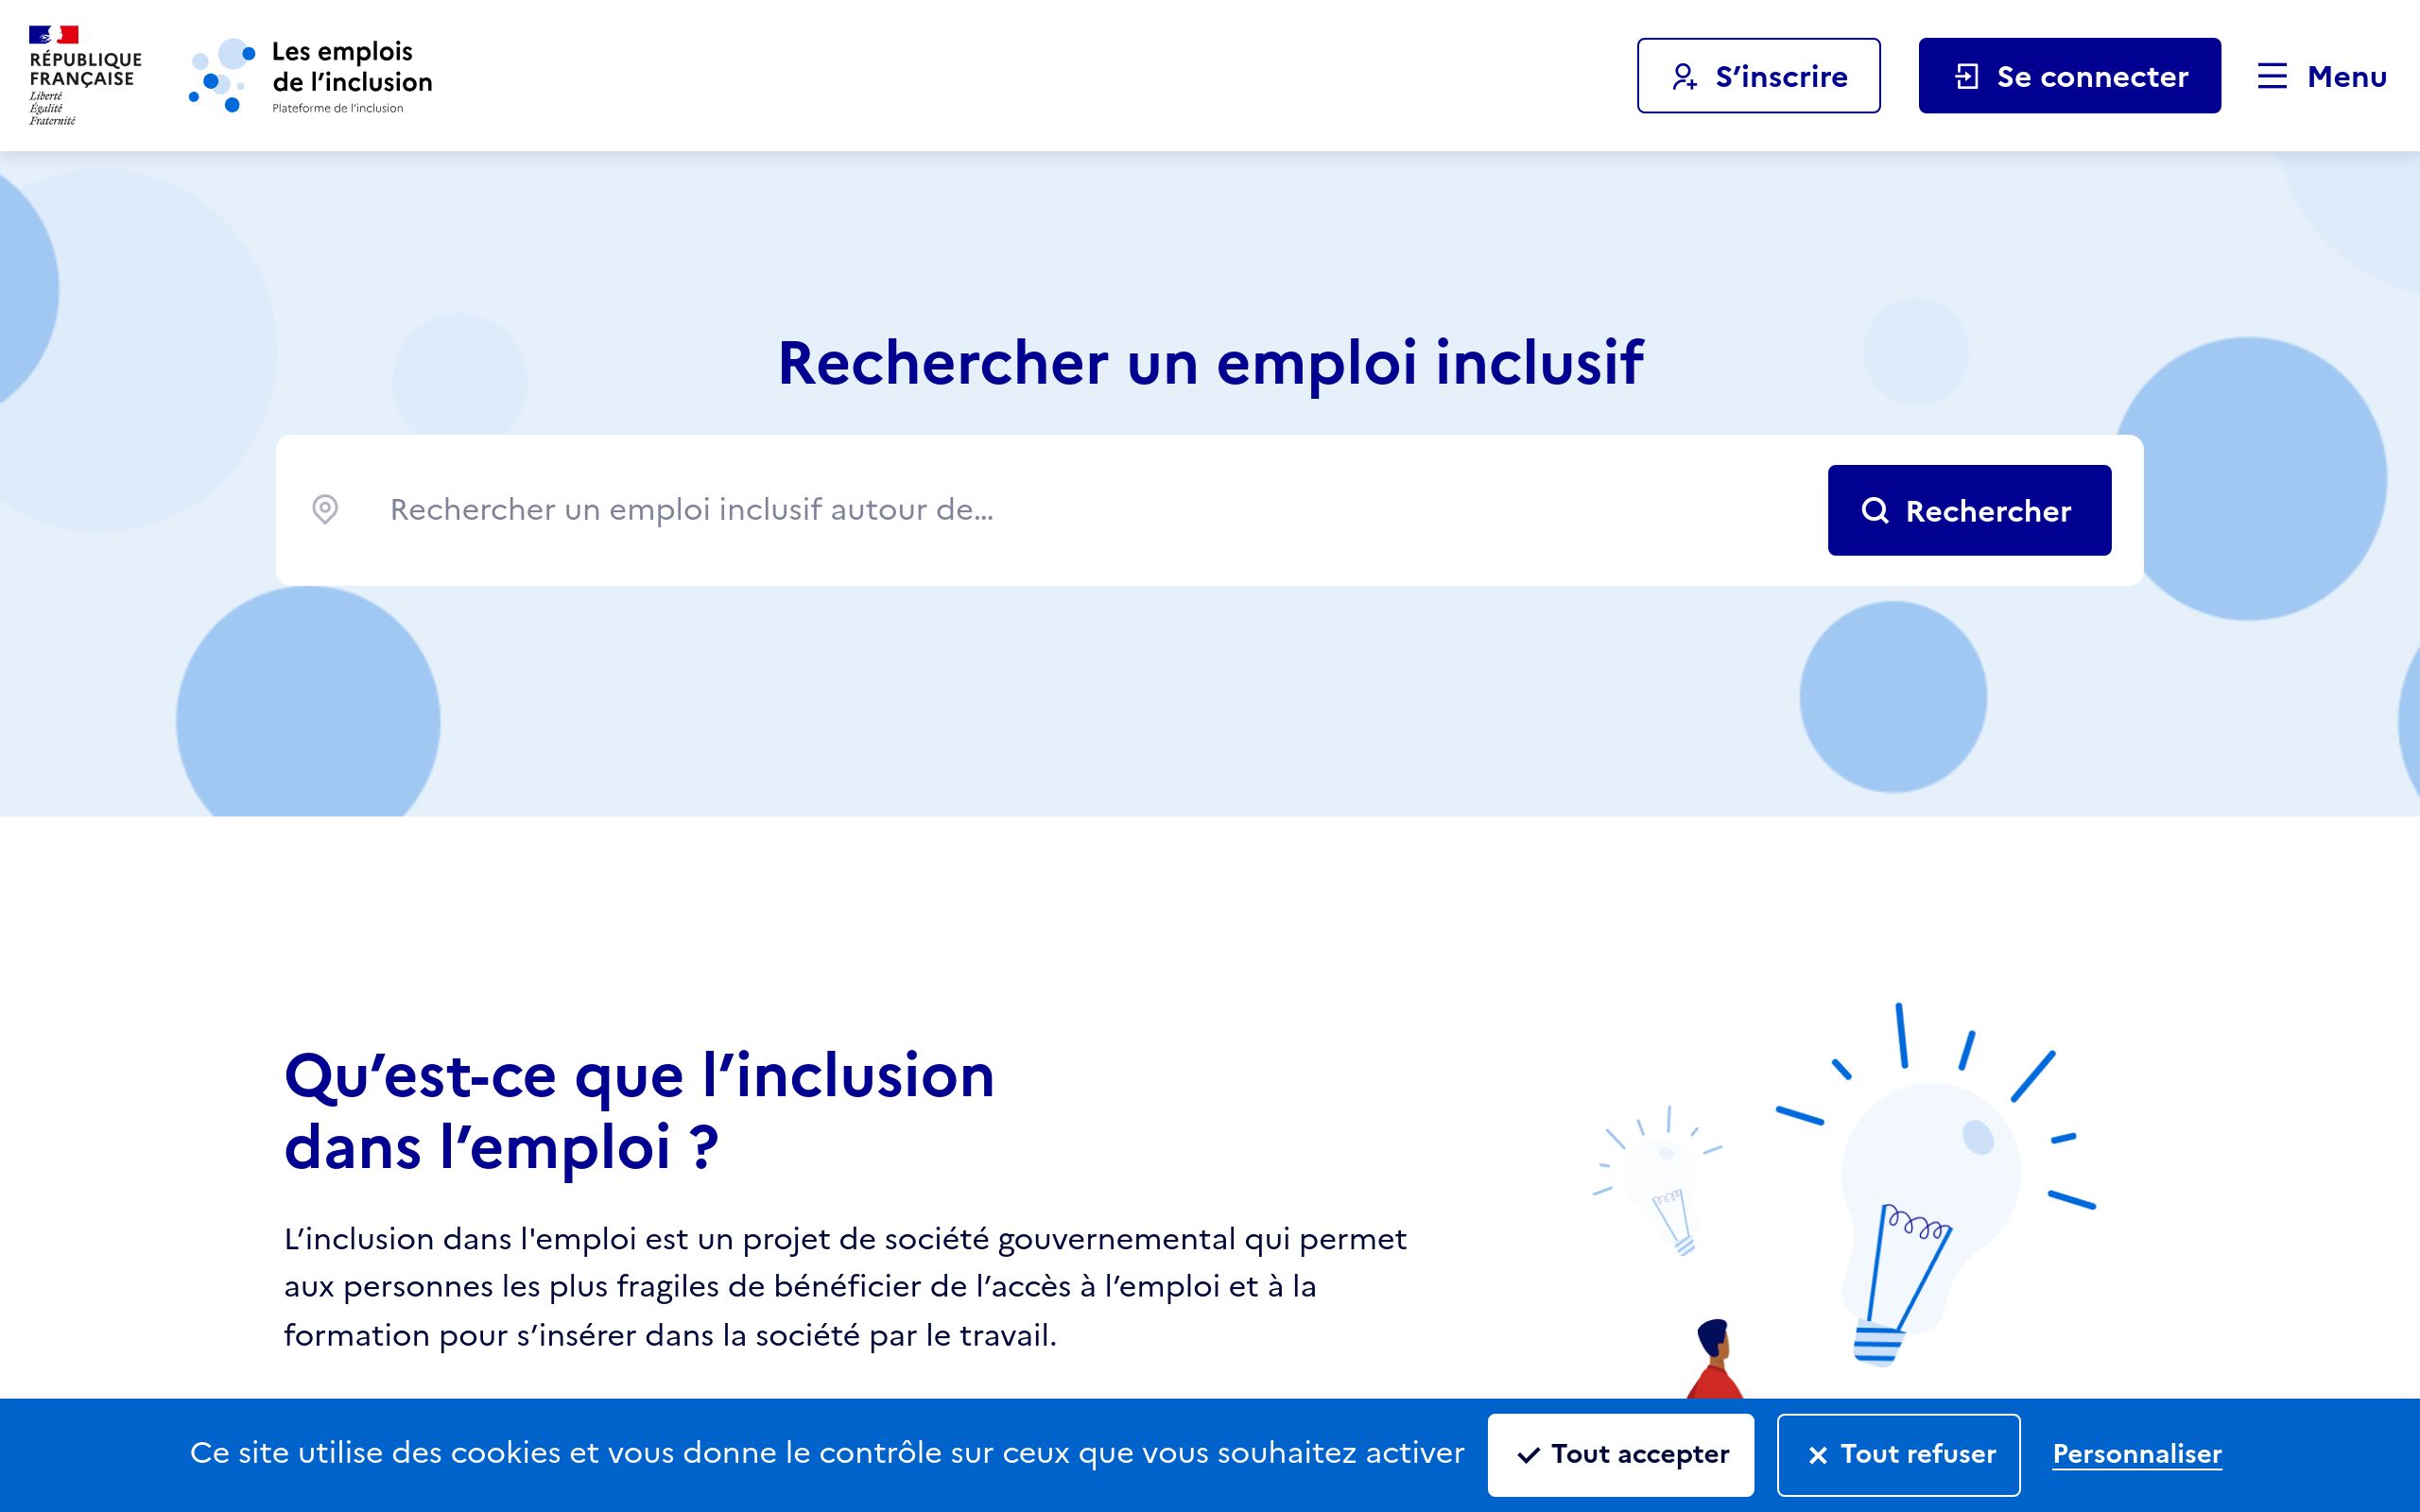 RÉPUBLIQUE
FRANÇAISE
Liberté
Égalité
Fraternité
Les emplois
de l’inclusion
Plateforme de l’inclusion
S’inscrire
Se connecter
Menu
Rechercher un emploi inclusif
Rechercher un emploi inclusif autour de…
Rechercher
Qu’est-ce que l’inclusion
dans l’emploi ?
L’inclusion dans l'emploi est un projet de société gouvernemental qui permet
aux personnes les plus fragiles de bénéficier de l’accès à l’emploi et à la
formation pour s’insérer dans la société par le travail.
Ce site utilise des cookies et vous donne le contrôle sur ceux que vous souhaitez activer
Tout accepter
Tout refuser
Personnaliser